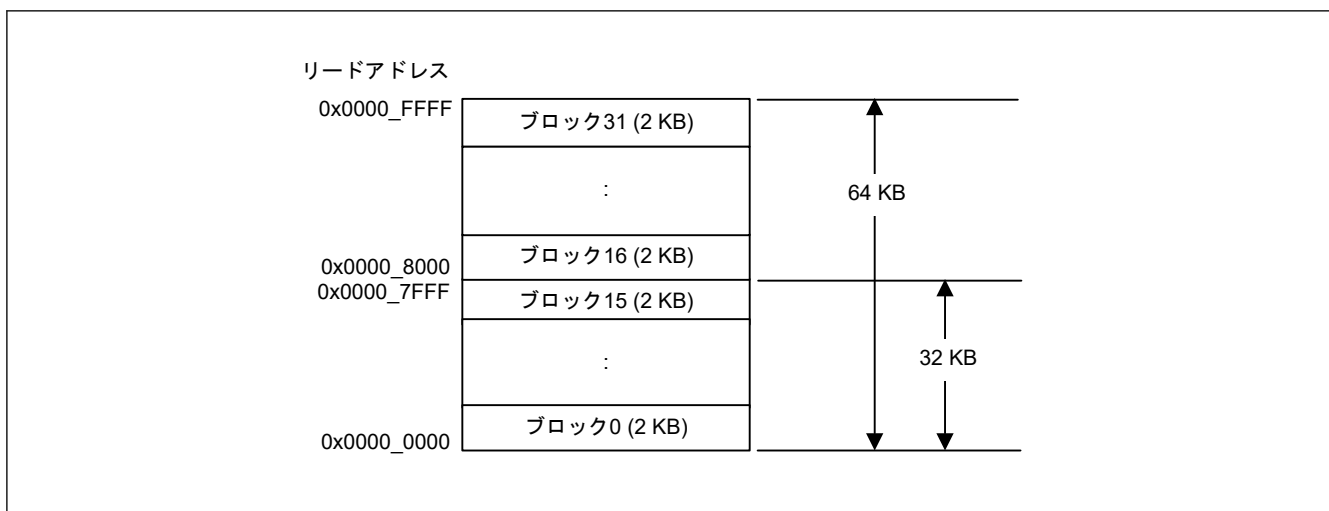 リードアドレス
0x0000_FFFF
ブロック31 (2 KB)
:
64 KB
ブロック16 (2 KB)
0x0000_8000
0x0000_7FFF
ブロック15 (2 KB)
:
32 KB
ブロック0 (2 KB)
0x0000_0000